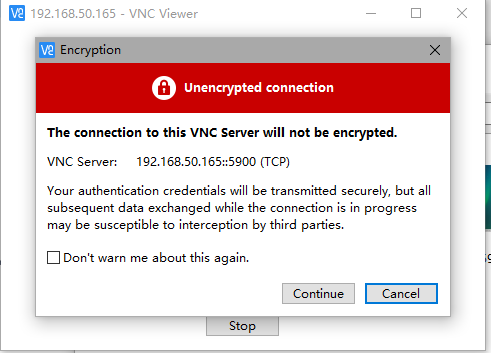 192.168.50.165 - VNC Viewer
Encryption
Unencrypted connection
The connection to this VNC Server will not be encrypted.
VNC Server: 192.168.50.165::5900 (TCP)
Your authentication credentials will be transmitted securely, but all
subsequent data exchanged while the connection is in progress
may be susceptible to interception by third parties.
Don't warn me about this again.
Continue Cancel
Stop